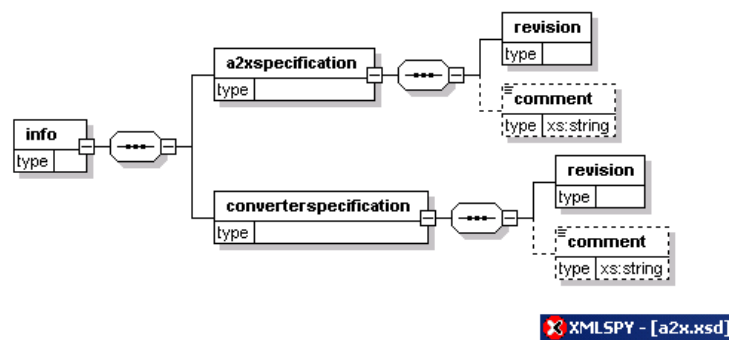 revision
type
a2xspecification
type
comment
type xs:string
info
type
revision
type
converterspecification
type
comment
type xs:string
XMLSPY - [a2x.xsd]